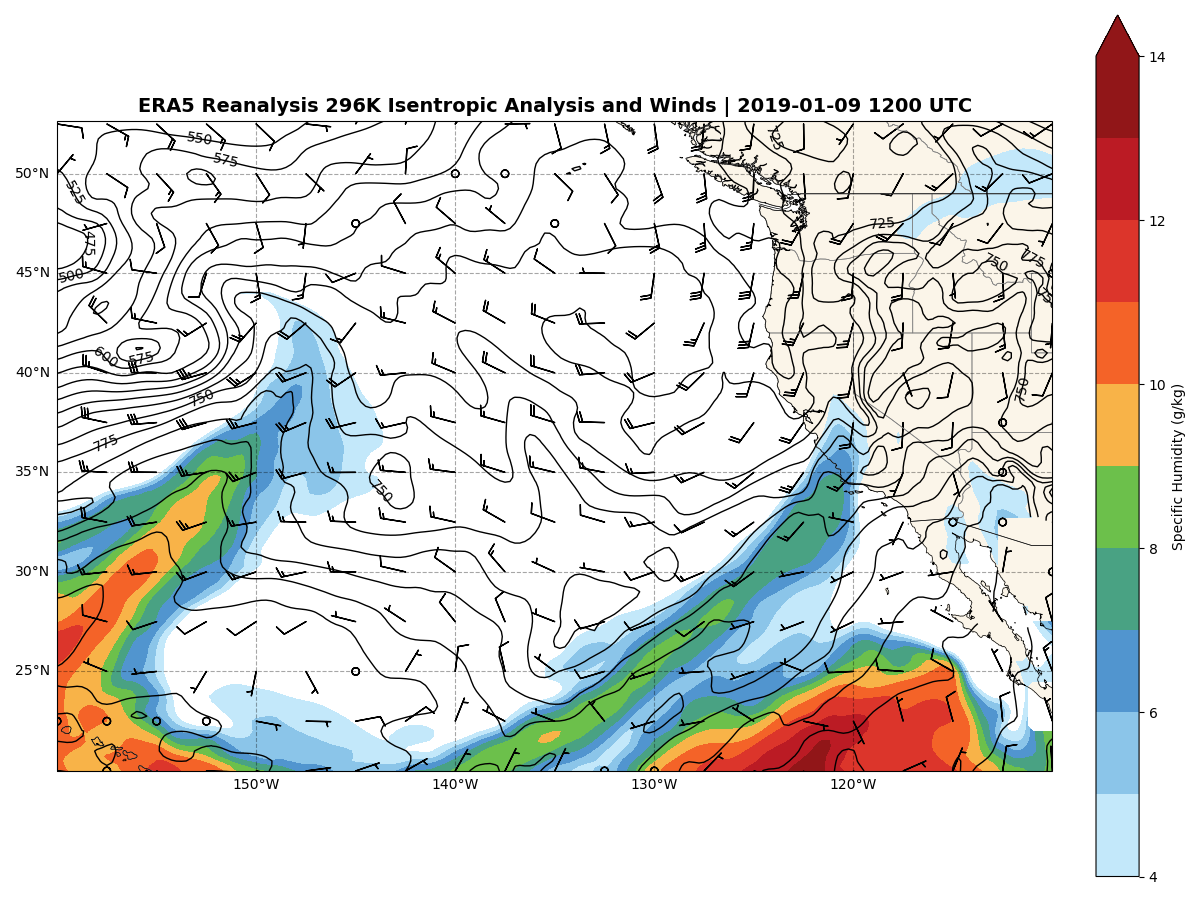 ERA5 Reanalysis 296K Isentropic Analysis and Winds | 2019-01-09 1200 UTC
14
12
10
8
6
4
Specific Humidity (g/kg)
50°N
45°N
40°N
35°N
30°N
25°N
150°W
140°W
130°W
120°W
550
575
525
475
500
600
575
750
775
750
725
725
750
775
750